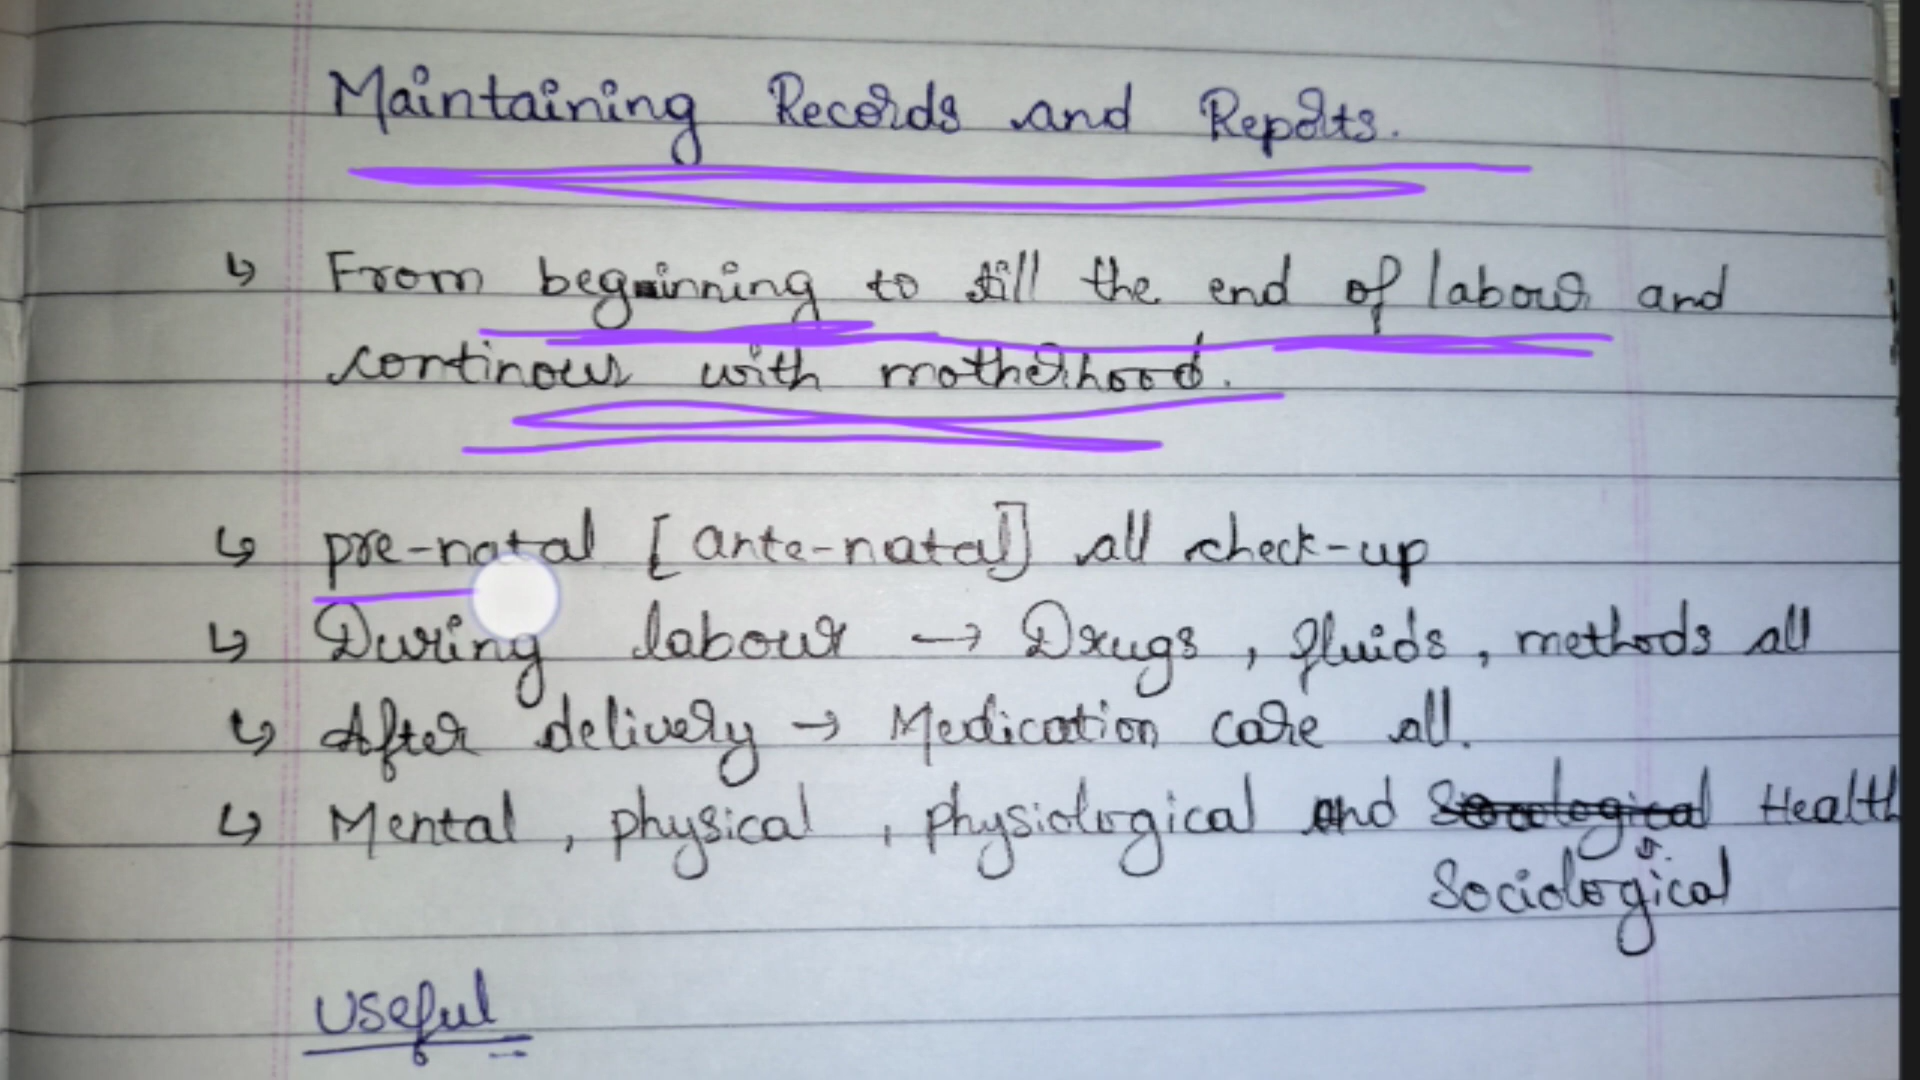 Maintaining Records and Reports.
↳ From beginning to till the end of labour and
continour with motherhood.
↳ pre-natal [ante-natal] all check-up
↳ During labour → Drugs, fluids, methods all
↳ After delivery → Medication care all.
↳ Mental, physical, physiological and Health
Sociological
Useful